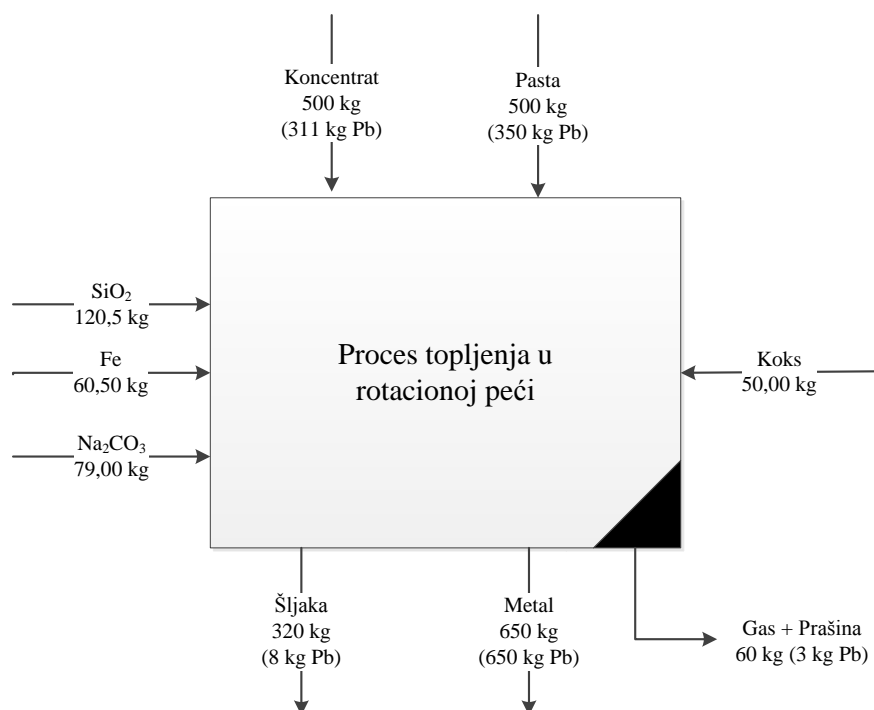 Koncentrat
500 kg
(311 kg Pb)
Pasta
500 kg
(350 kg Pb)
SiO₂
120,5 kg
Fe
60,50 kg
Na₂CO₃
79,00 kg
Proces topljenja u
rotacionoj peći
Koks
50,00 kg
Šljaka
320 kg
(8 kg Pb)
Metal
650 kg
(650 kg Pb)
Gas + Prašina
60 kg (3 kg Pb)